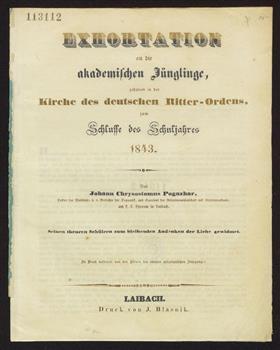 113112
EXHORTATION
an die
akademischen Jünglinge,
gehalten in der
Kirche des deutschen Ritter-Ordens,
zum
Schlusse des Schuljahres
1843.
Von
Johann Chrysostomus Pogazhar,
Seinen theuren Schülern zum bleibenden Andenken der Liebe gewidmet.
LAIBACH.
Druck von J. Blasnik.